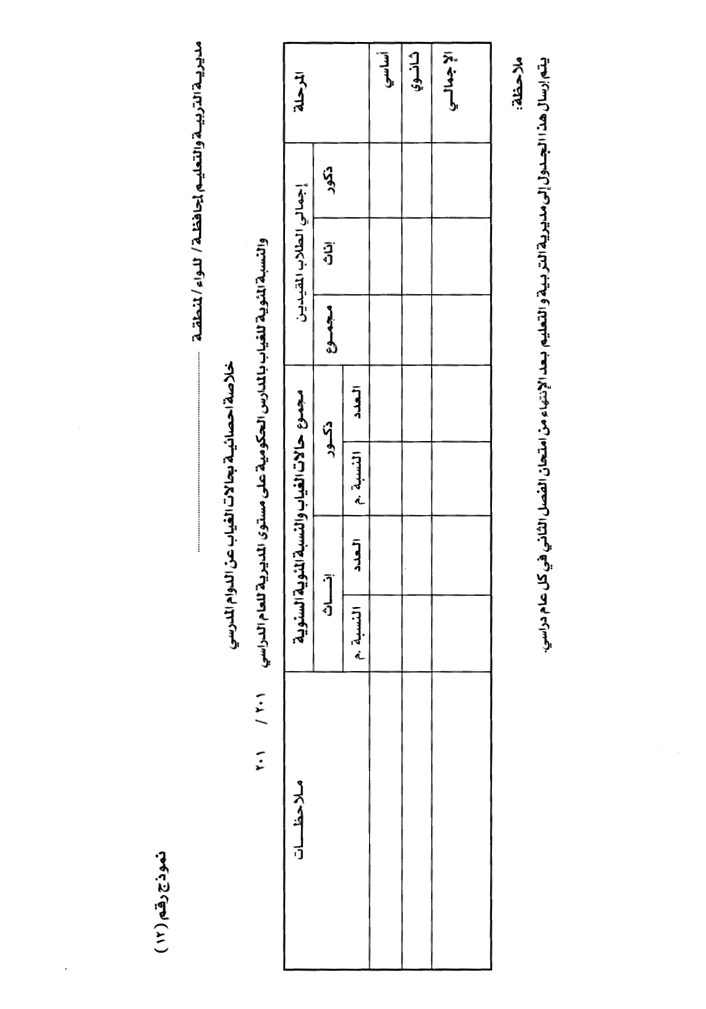 نموذج رقم (١٢)
مديرية التربية والتعليم لمحافظة / للواء / لمنطقة
خلاصة احصائية بحالات الغياب عن الدوام المدرسي
والنسبة المئوية للغياب بالمدارس الحكومية على مستوى المديرية للعام الدراسي ٢٠١ / ٢٠١
المرحلة
إجمالي الطلاب المقيدين
مجموع حالات الغياب والنسبة المئوية السنوية
ملاحظات
ذكور
إناث
مجموع
ذكور
إناث
العدد
النسبة .م
العدد
النسبة .م
أساسي
ثانوي
الإجمالي
ملاحظة:
يتم إرسال هذا الجدول إلى مديرية التربية والتعليم بعد الإنتهاء من امتحان الفصل الثاني في كل عام دراسي.